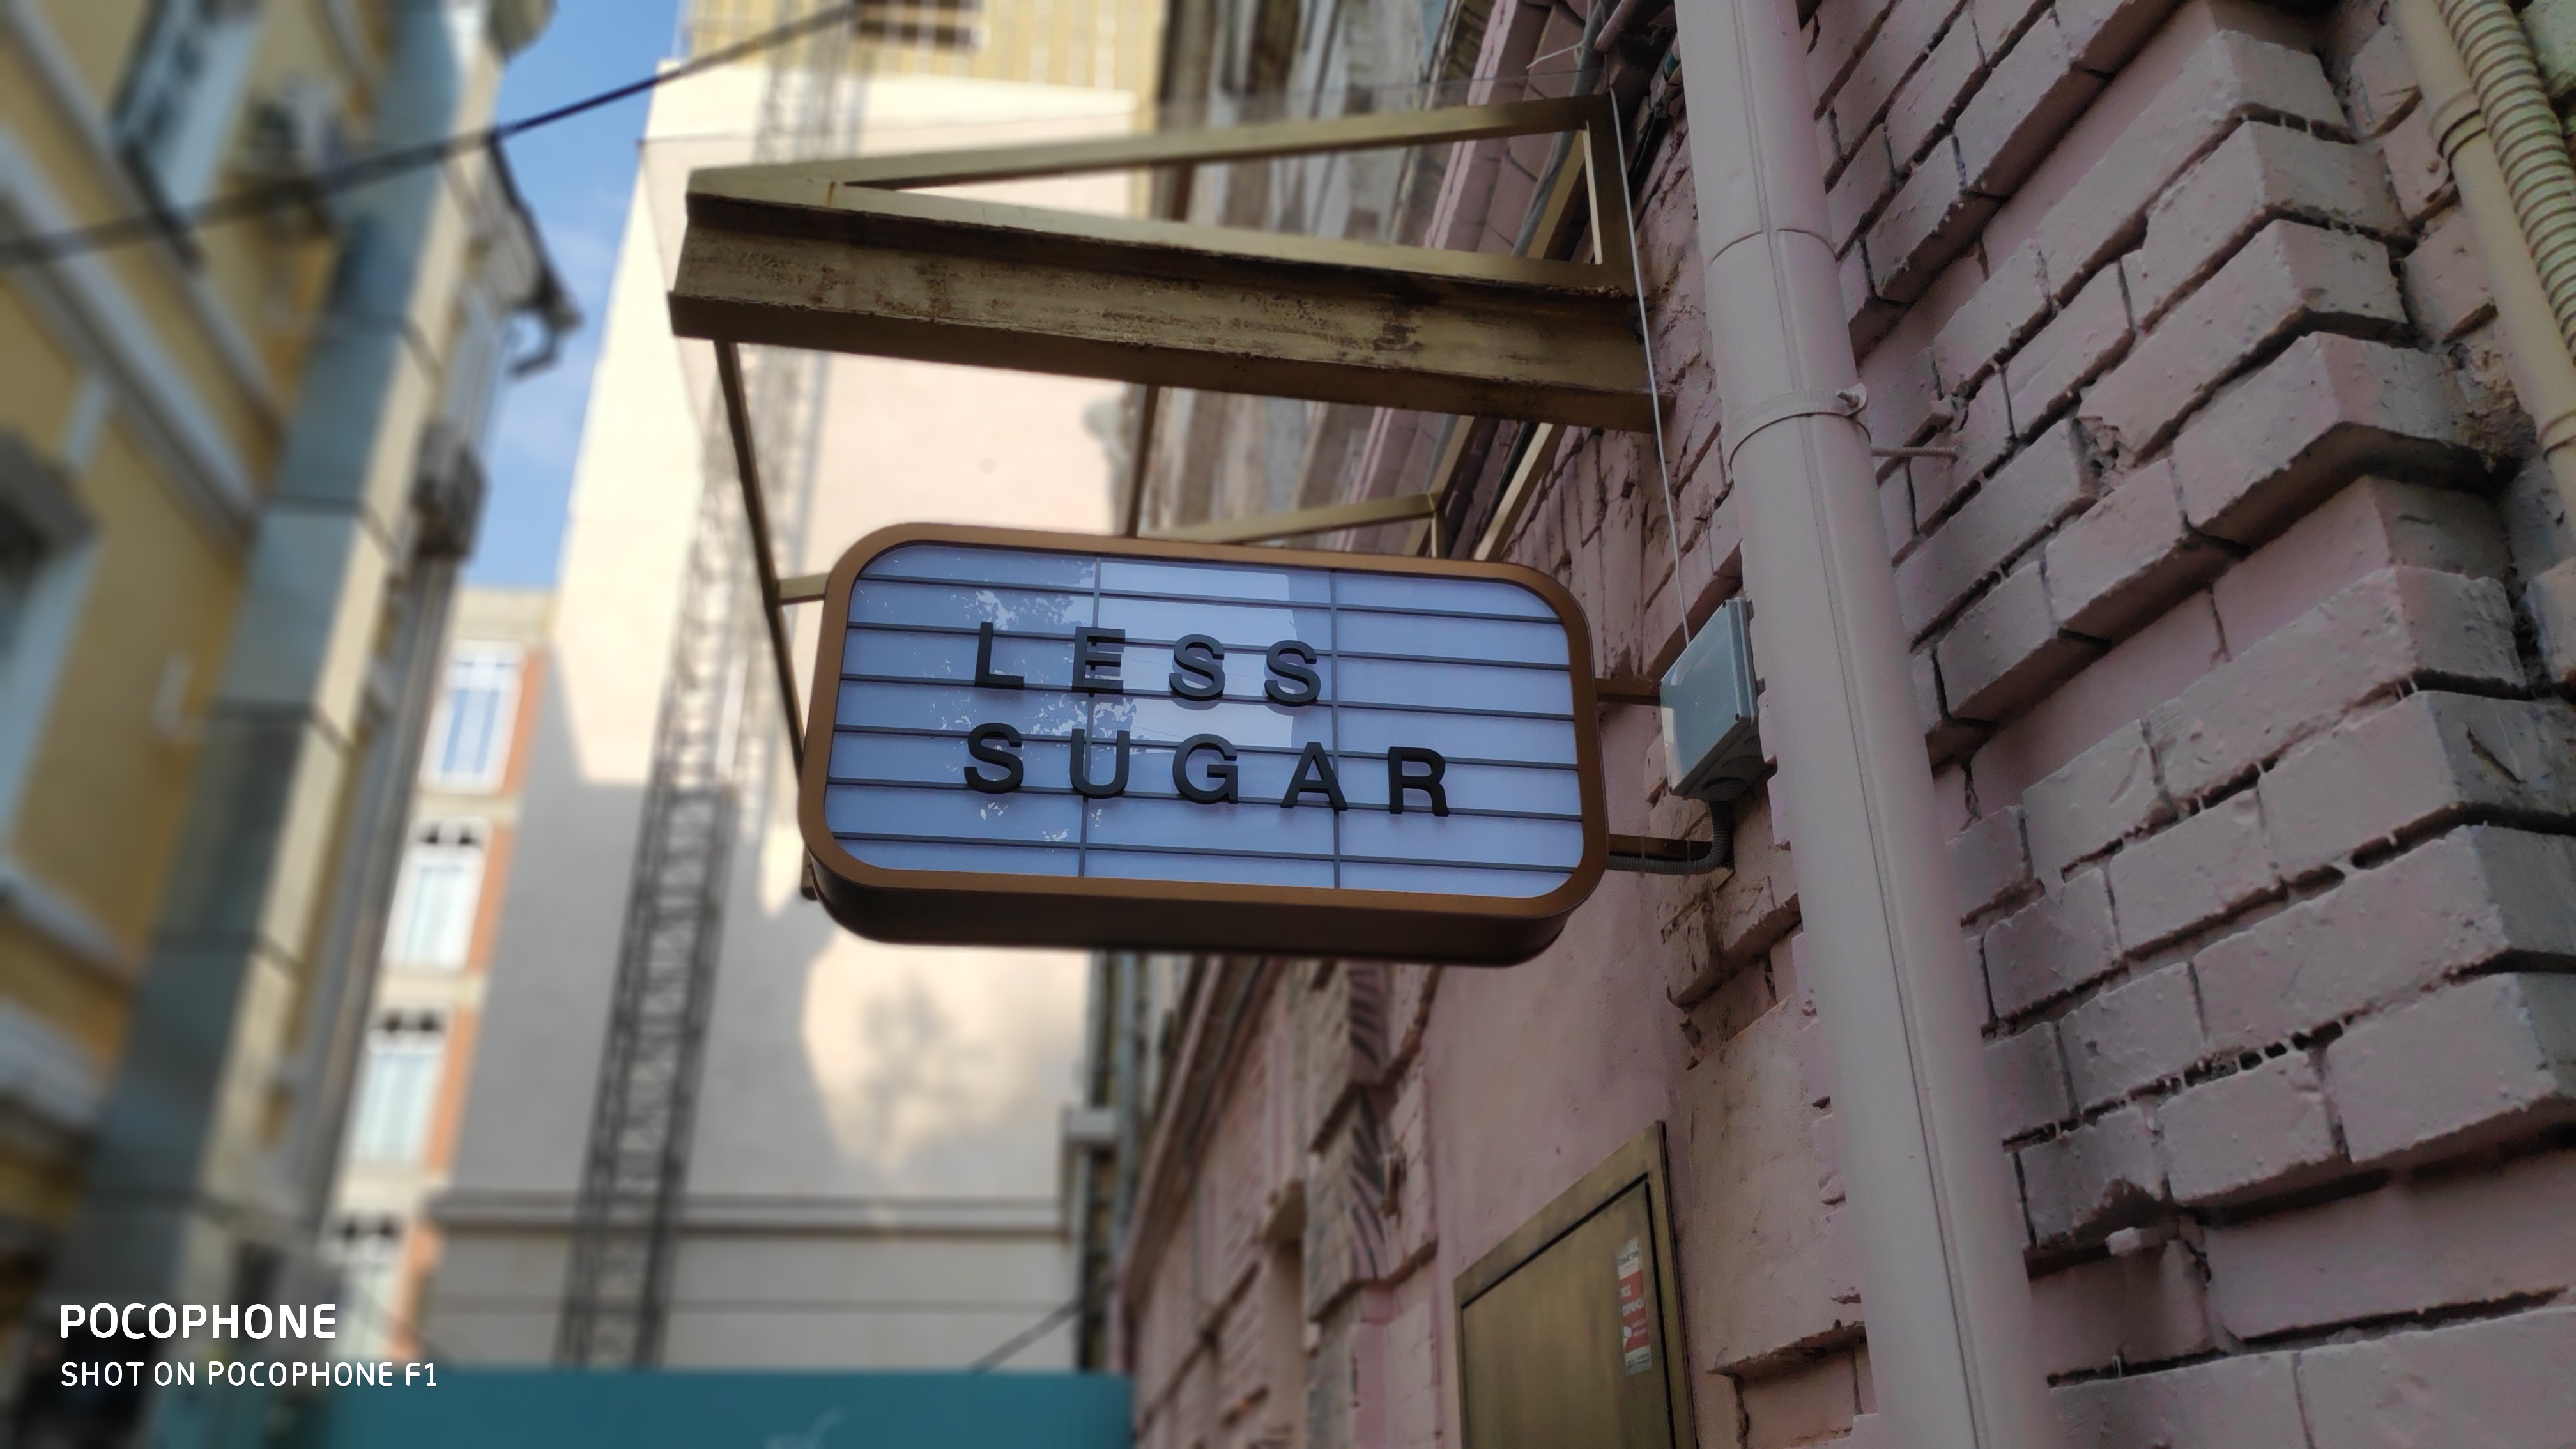 LESS
SUGAR
POCOPHONE
SHOT ON POCOPHONE F1